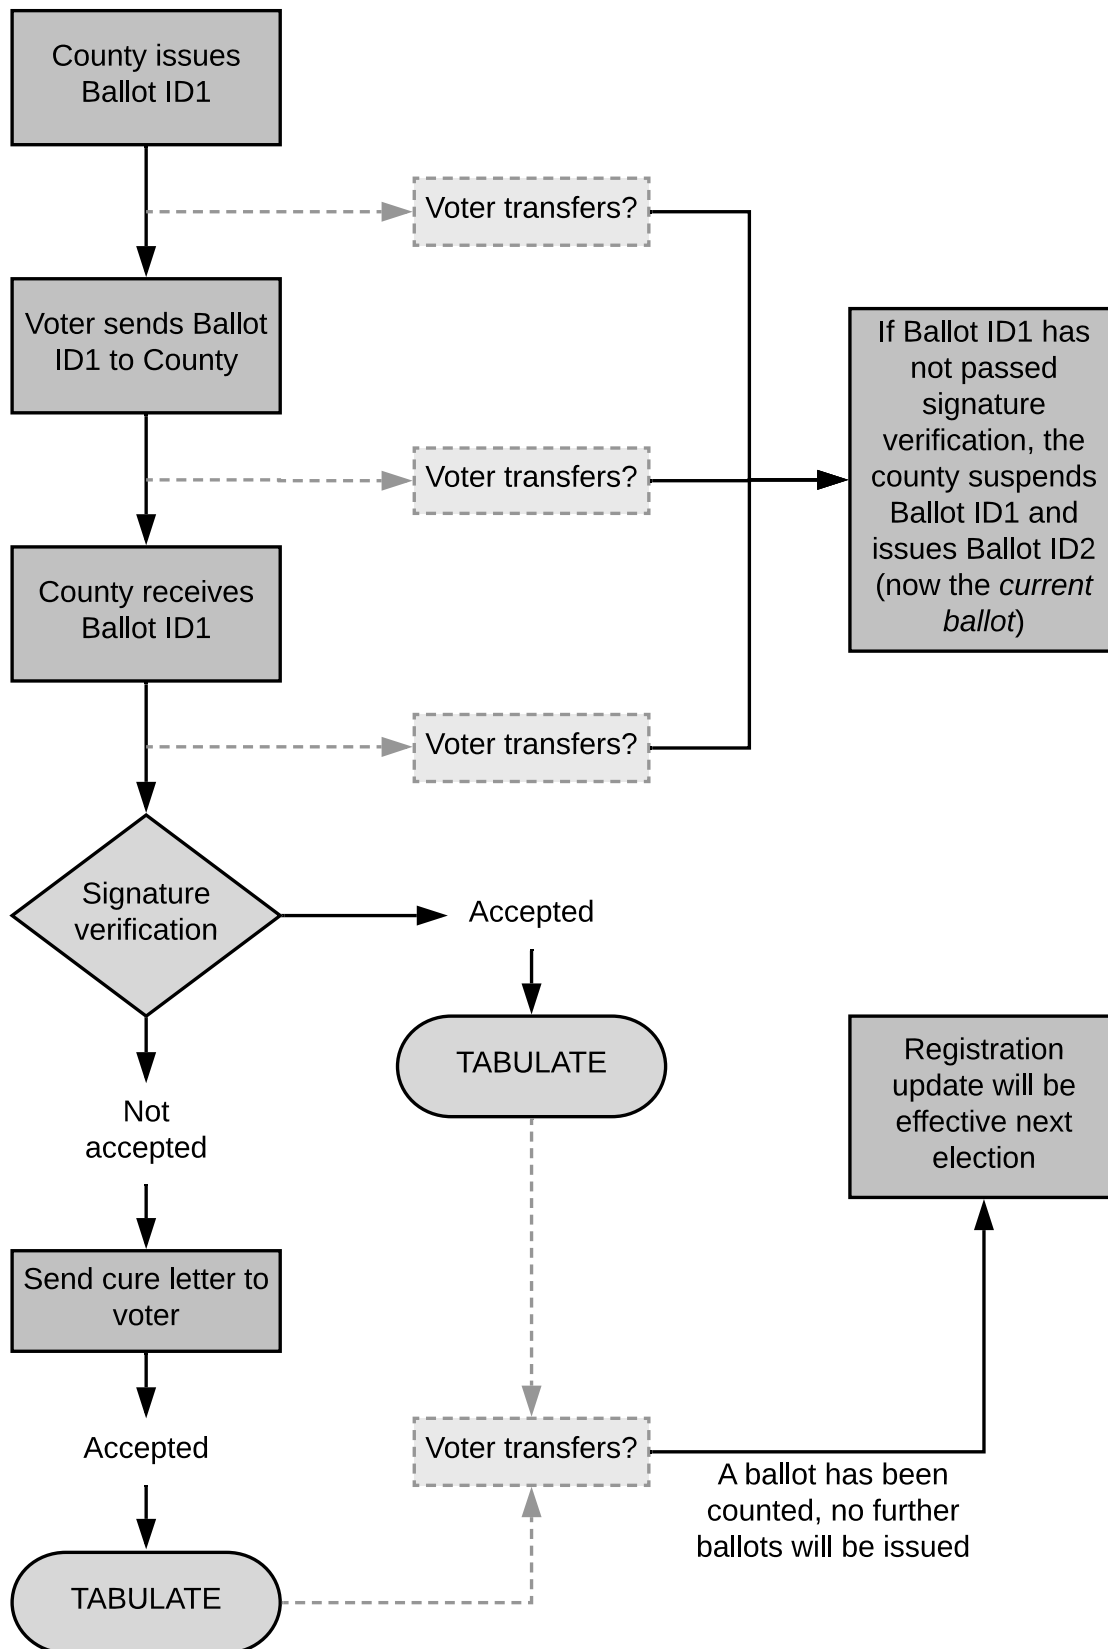 County issues
Ballot ID1
Voter transfers?
Voter sends Ballot
ID1 to County
If Ballot ID1 has
not passed
signature
verification, the
county suspends
Ballot ID1 and
issues Ballot ID2
(now the current
ballot)
Voter transfers?
County receives
Ballot ID1
Voter transfers?
Signature
verification
Accepted
TABULATE
Registration
update will be
effective next
election
Not
accepted
Send cure letter to
voter
Accepted
Voter transfers?
A ballot has been
counted, no further
ballots will be issued
TABULATE